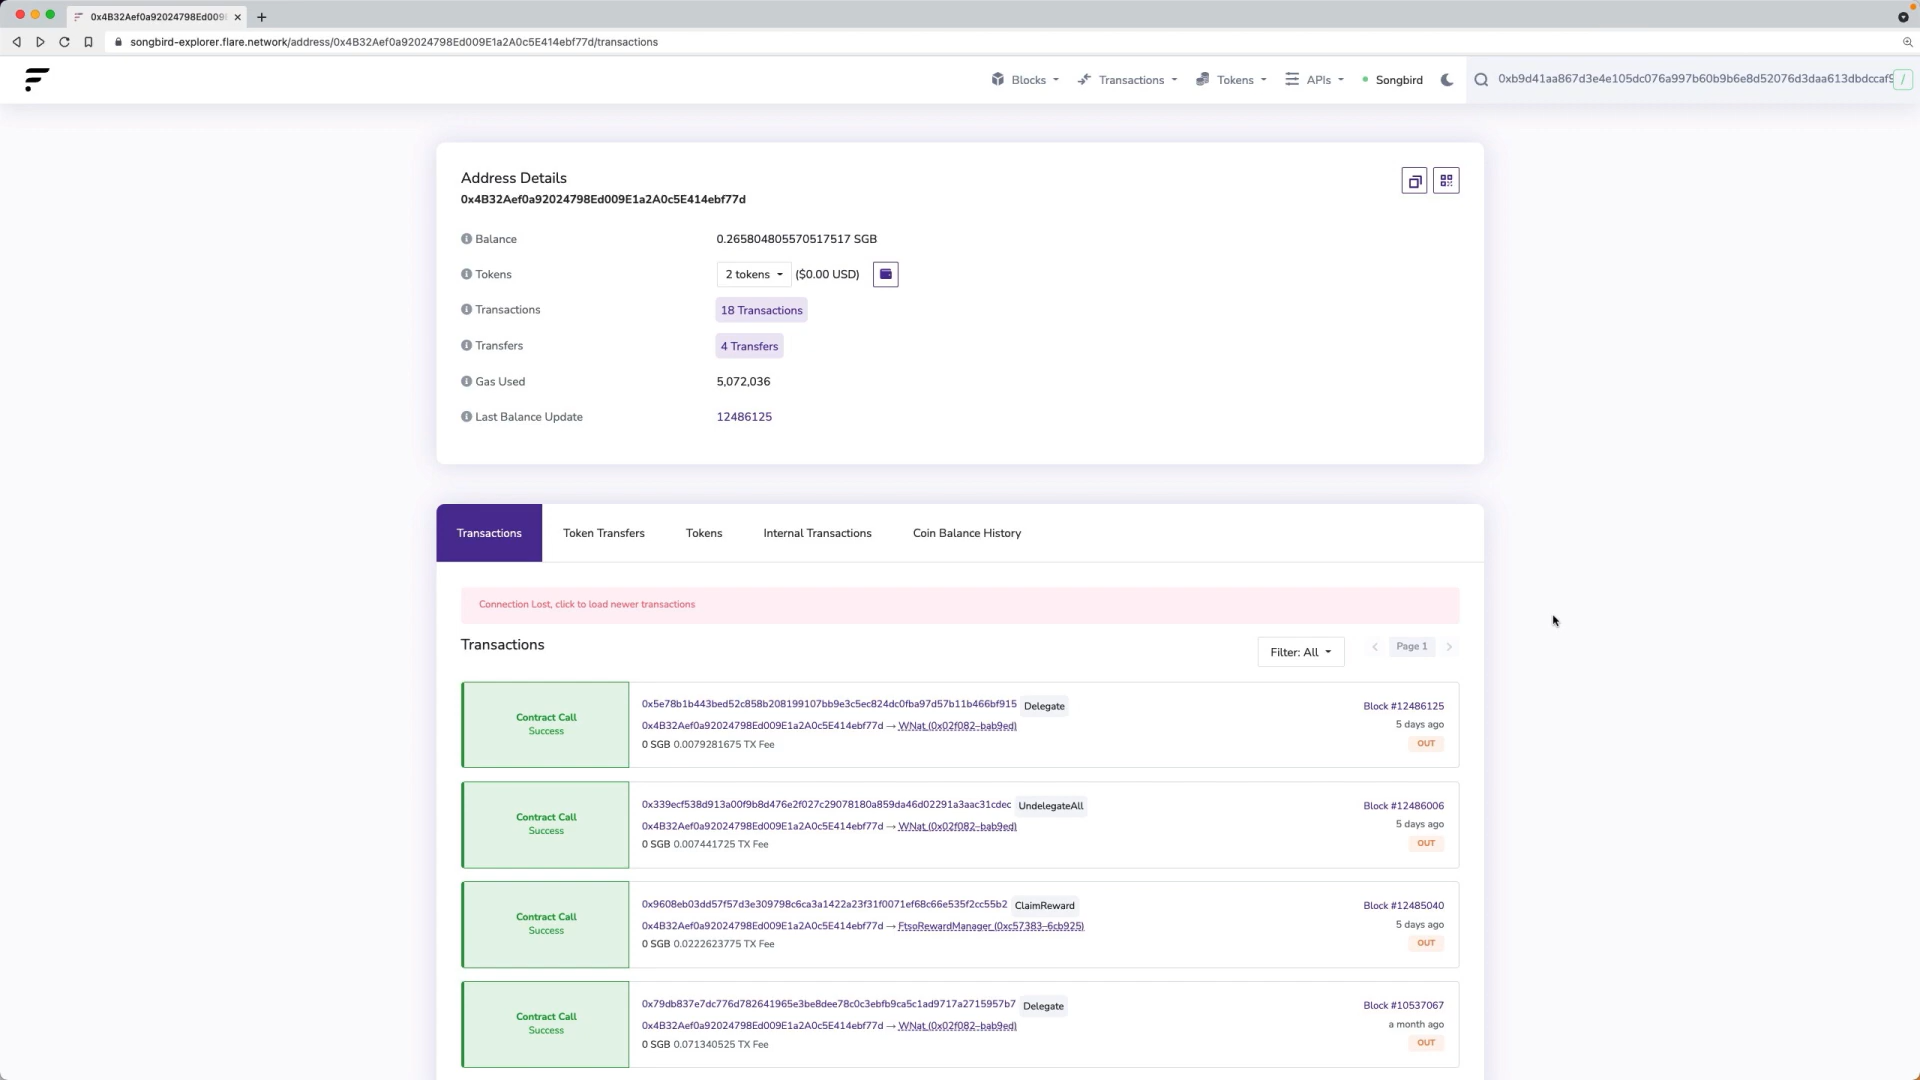 0x4B32Aef0a92024798Ed009
songbird-explorer.flare.network/address/0x4B32Aef0a92024798Ed009E1a2A0c5E414ebf77d/transactions
Blocks
Transactions
Tokens
APIs
Songbird
0xb9d41aa867d3e4e105dc076a997b60b9b6e8d52076d3daa613dbdccaf9
/
Address Details
0x4B32Aef0a92024798Ed009E1a2A0c5E414ebf77d
Balance
0.265804805570517517 SGB
Tokens
2 tokens
($0.00 USD)
Transactions
18 Transactions
Transfers
4 Transfers
Gas Used
5,072,036
Last Balance Update
12486125
Transactions
Token Transfers
Tokens
Internal Transactions
Coin Balance History
Connection Lost, click to load newer transactions
Transactions
Filter: All
Page 1
Contract Call
Success
0x5e78b1b443bed52c858b208199107bb9e3c5ec824dc0fba97d57b11b466bf915 Delegate
0x4B32Aef0a92024798Ed009E1a2A0c5E414ebf77d → WNat (0x02f082–bab9ed)
0 SGB 0.0079281675 TX Fee
Block #12486125
5 days ago
OUT
Contract Call
Success
0x339ecf538d913a00f9b8d476e2f027c29078180a859da46d02291a3aac31cdec UndelegateAll
0x4B32Aef0a92024798Ed009E1a2A0c5E414ebf77d → WNat (0x02f082–bab9ed)
0 SGB 0.007441725 TX Fee
Block #12486006
5 days ago
OUT
Contract Call
Success
0x9608eb03dd57f57d3e309798c6ca3a1422a23f31f0071ef68c66e535f2cc55b2 ClaimReward
0x4B32Aef0a92024798Ed009E1a2A0c5E414ebf77d → FtsoRewardManager (0xc57383–6cb925)
0 SGB 0.0222623775 TX Fee
Block #12485040
5 days ago
OUT
Contract Call
Success
0x79db837e7dc776d782641965e3be8dee78c0c3ebfb9ca5c1ad9717a2715957b7 Delegate
0x4B32Aef0a92024798Ed009E1a2A0c5E414ebf77d → WNat (0x02f082–bab9ed)
0 SGB 0.071340525 TX Fee
Block #10537067
a month ago
OUT